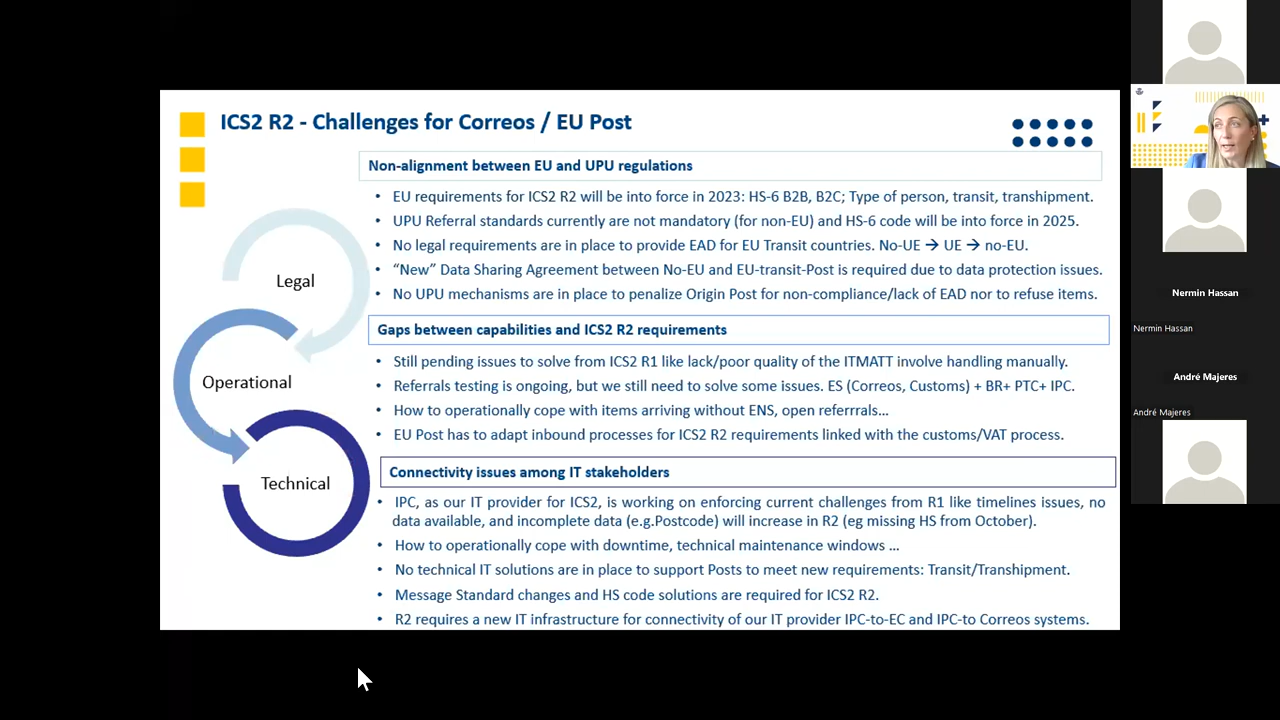 ICS2 R2 - Challenges for Correos / EU Post
Non-alignment between EU and UPU regulations
• EU requirements for ICS2 R2 will be into force in 2023: HS-6 B2B, B2C; Type of person, transit, transhipment.
• UPU Referral standards currently are not mandatory (for non-EU) and HS-6 code will be into force in 2025.
• No legal requirements are in place to provide EAD for EU Transit countries. No-UE → UE → no-EU.
• “New” Data Sharing Agreement between No-EU and EU-transit-Post is required due to data protection issues.
• No UPU mechanisms are in place to penalize Origin Post for non-compliance/lack of EAD nor to refuse items.
Legal
Gaps between capabilities and ICS2 R2 requirements
• Still pending issues to solve from ICS2 R1 like lack/poor quality of the ITMATT involve handling manually.
• Referrals testing is ongoing, but we still need to solve some issues. ES (Correos, Customs) + BR+ PTC+ IPC.
• How to operationally cope with items arriving without ENS, open referrrals…
• EU Post has to adapt inbound processes for ICS2 R2 requirements linked with the customs/VAT process.
Operational
Connectivity issues among IT stakeholders
• IPC, as our IT provider for ICS2, is working on enforcing current challenges from R1 like timelines issues, no
data available, and incomplete data (e.g.Postcode) will increase in R2 (eg missing HS from October).
• How to operationally cope with downtime, technical maintenance windows …
• No technical IT solutions are in place to support Posts to meet new requirements: Transit/Transhipment.
• Message Standard changes and HS code solutions are required for ICS2 R2.
• R2 requires a new IT infrastructure for connectivity of our IT provider IPC-to-EC and IPC-to Correos systems.
Technical
Nermin Hassan
Nermin Hassan
André Majeres
André Majeres